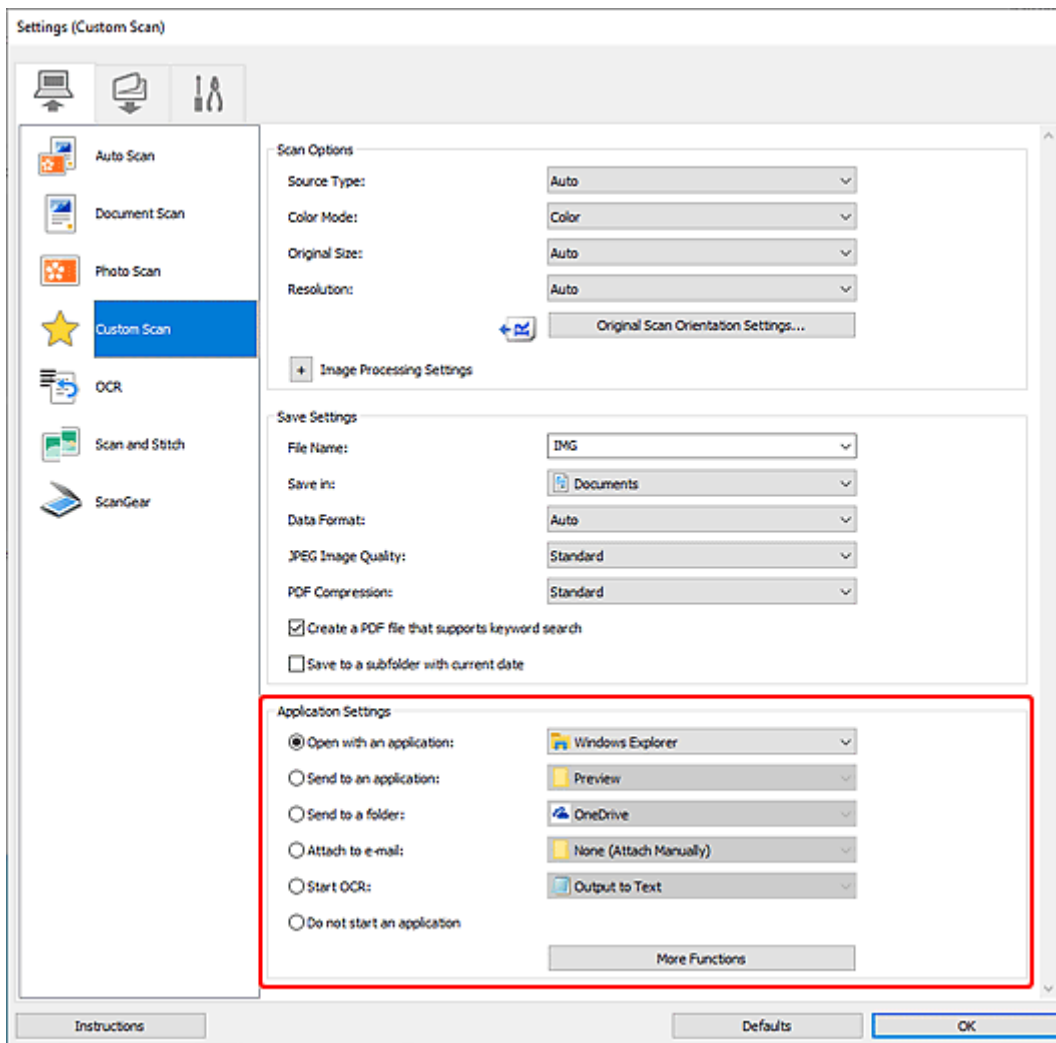 Settings (Custom Scan)
Auto Scan
Document Scan
Photo Scan
Custom Scan
OCR
Scan and Stitch
ScanGear
Scan Options
Source Type: Auto
Color Mode: Color
Original Size: Auto
Resolution: Auto
Original Scan Orientation Settings...
+ Image Processing Settings
Save Settings
File Name: IMG
Save in: Documents
Data Format: Auto
JPEG Image Quality: Standard
PDF Compression: Standard
Create a PDF file that supports keyword search
Save to a subfolder with current date
Application Settings
Open with an application: Windows Explorer
Send to an application: Preview
Send to a folder: OneDrive
Attach to e-mail: None (Attach Manually)
Start OCR: Output to Text
Do not start an application
More Functions
Instructions Defaults OK